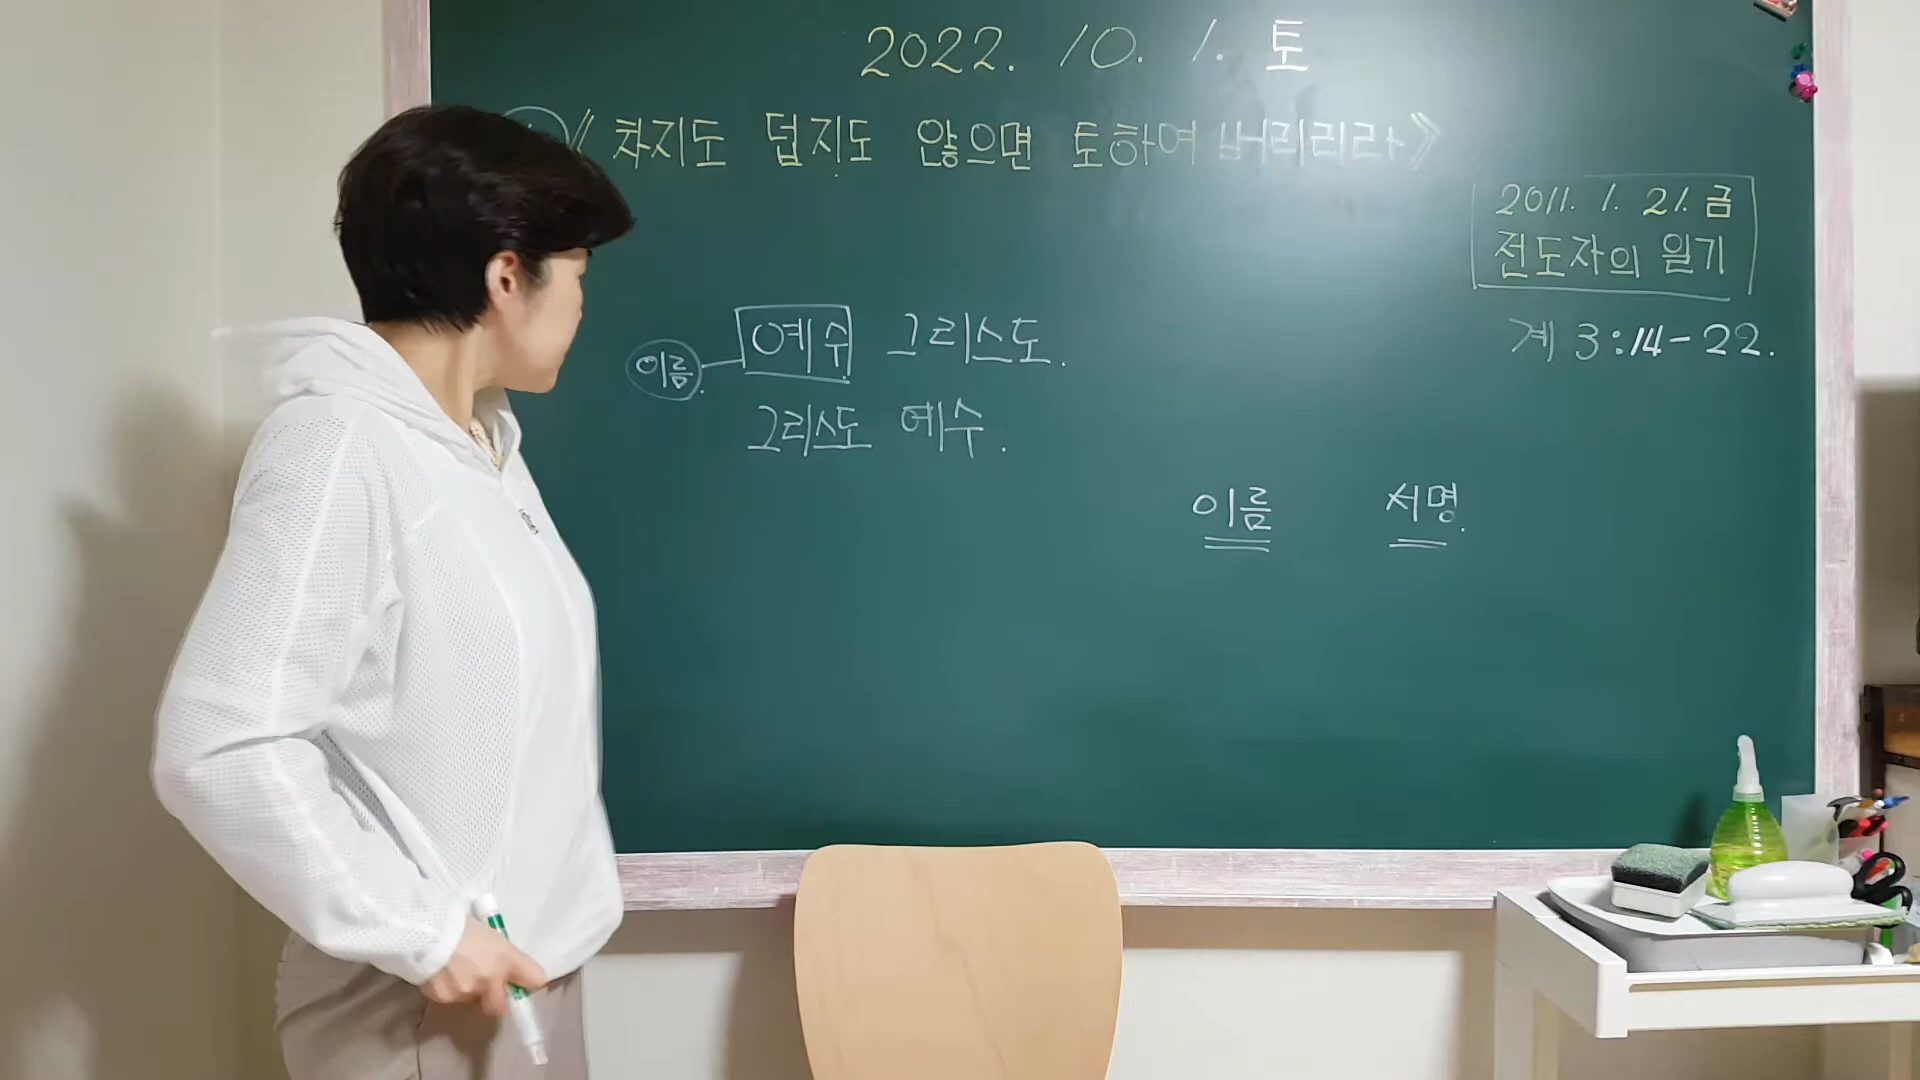 2022. 10. 1. 토
《 차지도 덥지도 않으면 토하여 버리리라》
2011. 1. 21. 금
전도자의 일기
계 3:14-22.
이름 예수 그리스도.
그리스도 예수.
이름 서명.